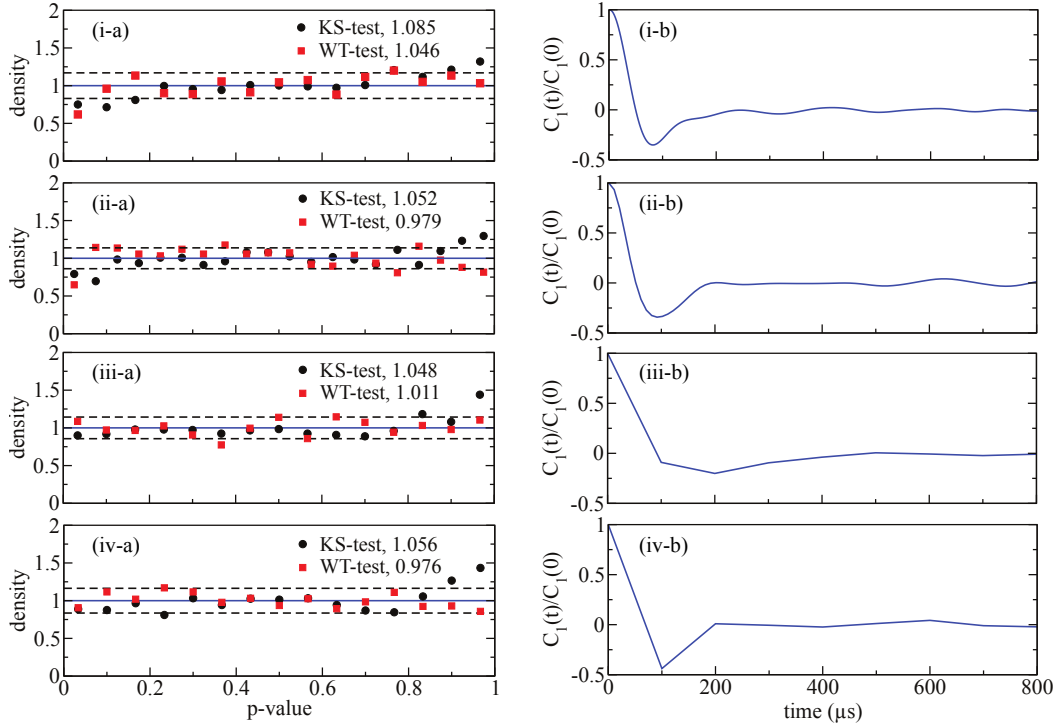 2
1.5
1
0.5
0
density
(i-a)
KS-test, 1.085
WT-test, 1.046
1
0.5
0
-0.5
C₁(t)/C₁(0)
(i-b)
2
1.5
1
0.5
0
density
(ii-a)
KS-test, 1.052
WT-test, 0.979
1
0.5
0
-0.5
C₁(t)/C₁(0)
(ii-b)
2
1.5
1
0.5
0
density
(iii-a)
KS-test, 1.048
WT-test, 1.011
1
0.5
0
-0.5
C₁(t)/C₁(0)
(iii-b)
2
1.5
1
0.5
0
density
(iv-a)
KS-test, 1.056
WT-test, 0.976
0 0.2 0.4 0.6 0.8 1
p-value
1
0.5
0
-0.5
C₁(t)/C₁(0)
(iv-b)
0 200 400 600 800
time (µs)